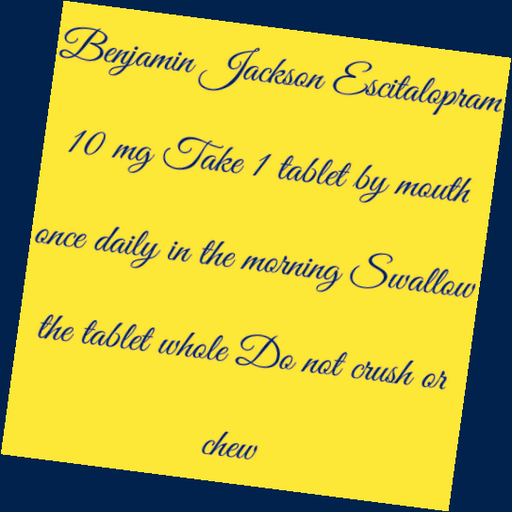 Benjamin Jackson Escitalopram
10 mg Take 1 tablet by mouth
once daily in the morning Swallow
the tablet whole Do not crush or
chew